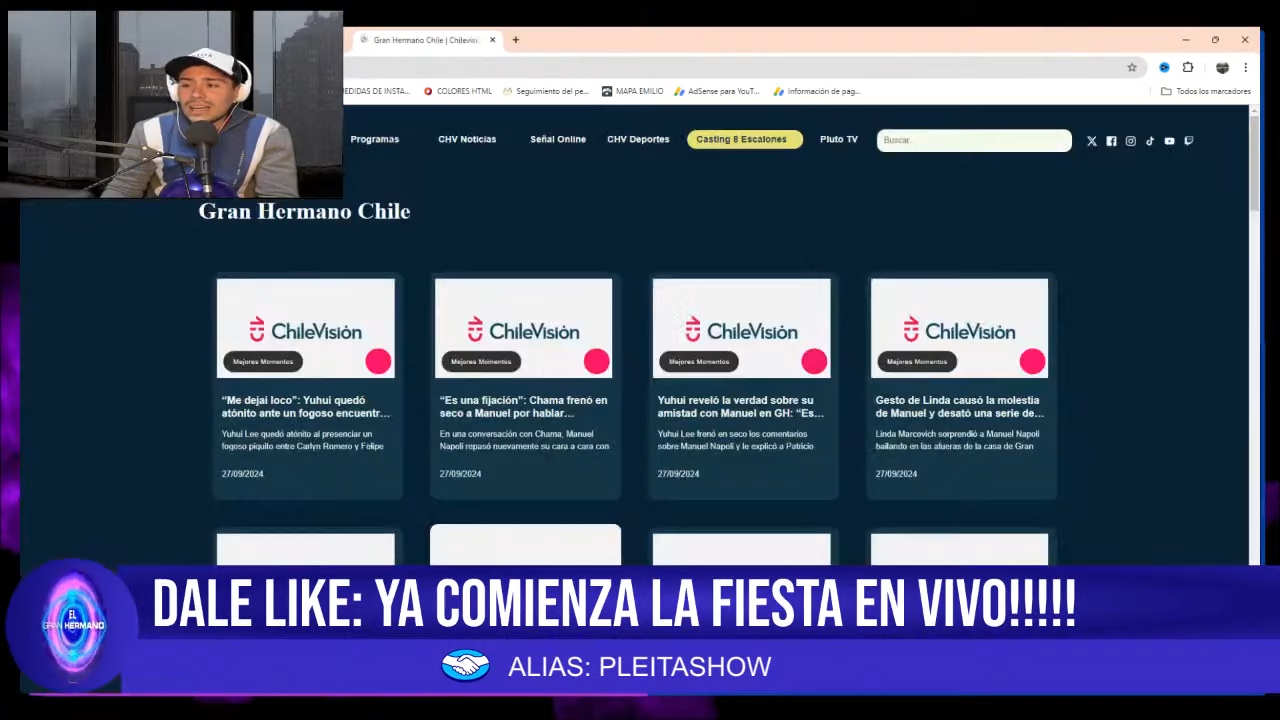 Gran Hermano Chile | Chilevisi
MEDIDAS DE INSTA...
COLORES HTML
Seguimiento del pe...
MAPA EMILIO
AdSense para YouT...
Información de pag...
Todos los marcadores
Programas
CHV Noticias
Señal Online
CHV Deportes
Casting 8 Escalones
Pluto TV
Buscar...
Gran Hermano Chile
ChileVisión
ChileVisión
ChileVisión
ChileVisión
Mejores Momentos
Mejores Momentos
Mejores Momentos
Mejores Momentos
“Me dejai loco”: Yuhui quedó
atónito ante un fogoso encuentr...
Yuhui Lee quedó atónito al presenciar un
fogoso piquito entre Carlyn Romero y Felipe
27/09/2024
“Es una fijación”: Chama frenó en
seco a Manuel por hablar...
En una conversación con Chama, Manuel
Napoli repasó nuevamente su cara a cara con
27/09/2024
Yuhui reveló la verdad sobre su
amistad con Manuel en GH: “Es...
Yuhui Lee frenó en seco los comentarios
sobre Manuel Napoli y le explicó a Patricio
27/09/2024
Gesto de Linda causó la molestia
de Manuel y desató una serie de...
Linda Marcovich sorprendió a Manuel Napoli
bailando en las afueras de la casa de Gran
27/09/2024
EL
GRAN HERMANO
DALE LIKE: YA COMIENZA LA FIESTA EN VIVO!!!!!
ALIAS: PLEITASHOW